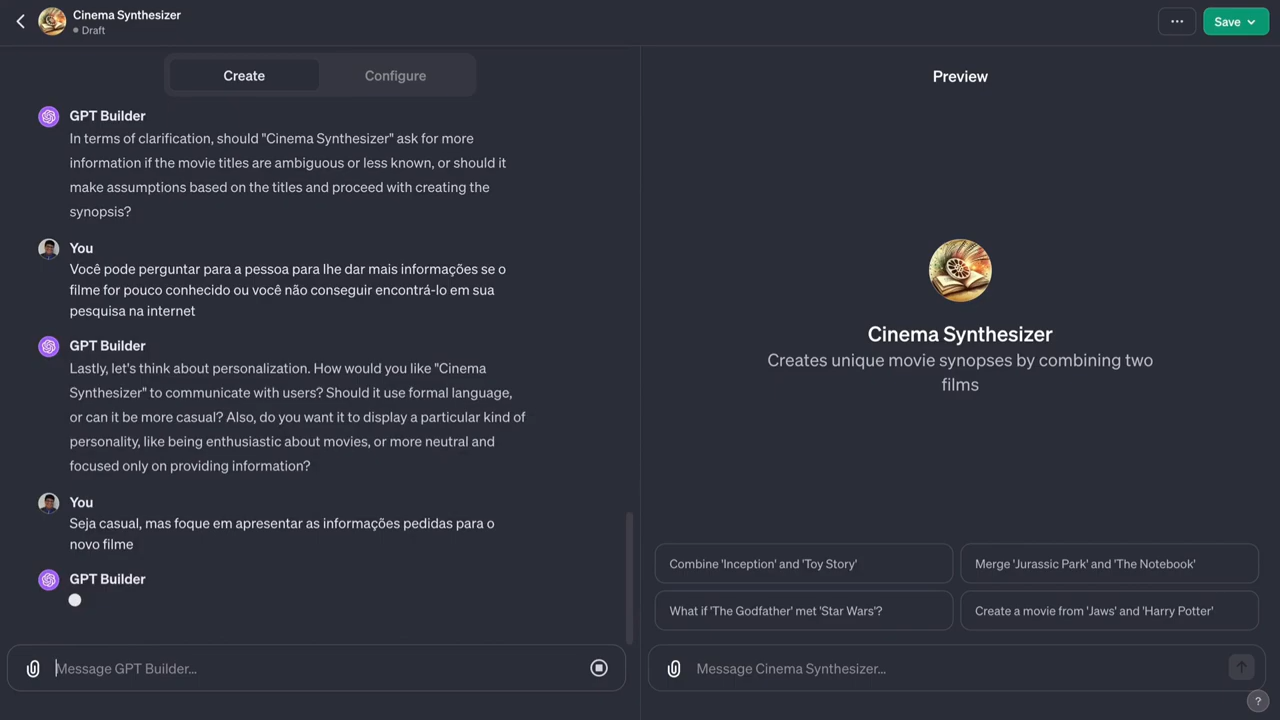 Cinema Synthesizer
Draft
Save
Create
Configure
GPT Builder
In terms of clarification, should "Cinema Synthesizer" ask for more
information if the movie titles are ambiguous or less known, or should it
make assumptions based on the titles and proceed with creating the
synopsis?
You
Você pode perguntar para a pessoa para lhe dar mais informações se o
filme for pouco conhecido ou você não conseguir encontrá-lo em sua
pesquisa na internet
GPT Builder
Lastly, let's think about personalization. How would you like "Cinema
Synthesizer" to communicate with users? Should it use formal language,
or can it be more casual? Also, do you want it to display a particular kind of
personality, like being enthusiastic about movies, or more neutral and
focused only on providing information?
You
Seja casual, mas foque em apresentar as informações pedidas para o
novo filme
GPT Builder
Message GPT Builder...
Preview
Cinema Synthesizer
Creates unique movie synopses by combining two
films
Combine 'Inception' and 'Toy Story'
Merge 'Jurassic Park' and 'The Notebook'
What if 'The Godfather' met 'Star Wars'?
Create a movie from 'Jaws' and 'Harry Potter'
Message Cinema Synthesizer...
?